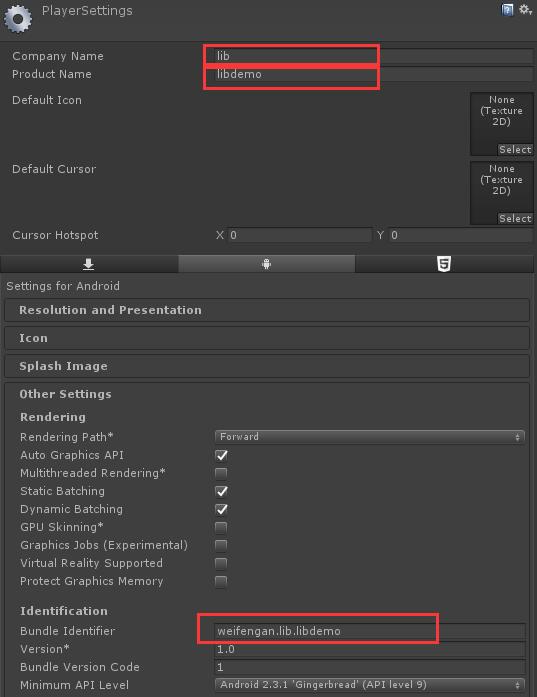 PlayerSettings
Company Name lib
Product Name libdemo
Default Icon
None
(Texture
2D)
Select
Default Cursor
None
(Texture
2D)
Select
Cursor Hotspot X 0 Y 0
Settings for Android
Resolution and Presentation
Icon
Splash Image
Other Settings
Rendering
Rendering Path* Forward
Auto Graphics API
Multithreaded Rendering*
Static Batching
Dynamic Batching
GPU Skinning*
Graphics Jobs (Experimental)
Virtual Reality Supported
Protect Graphics Memory
Identification
Bundle Identifier weifengan.lib.libdemo
Version* 1.0
Bundle Version Code 1
Minimum API Level Android 2.3.1 'Gingerbread' (API level 9)